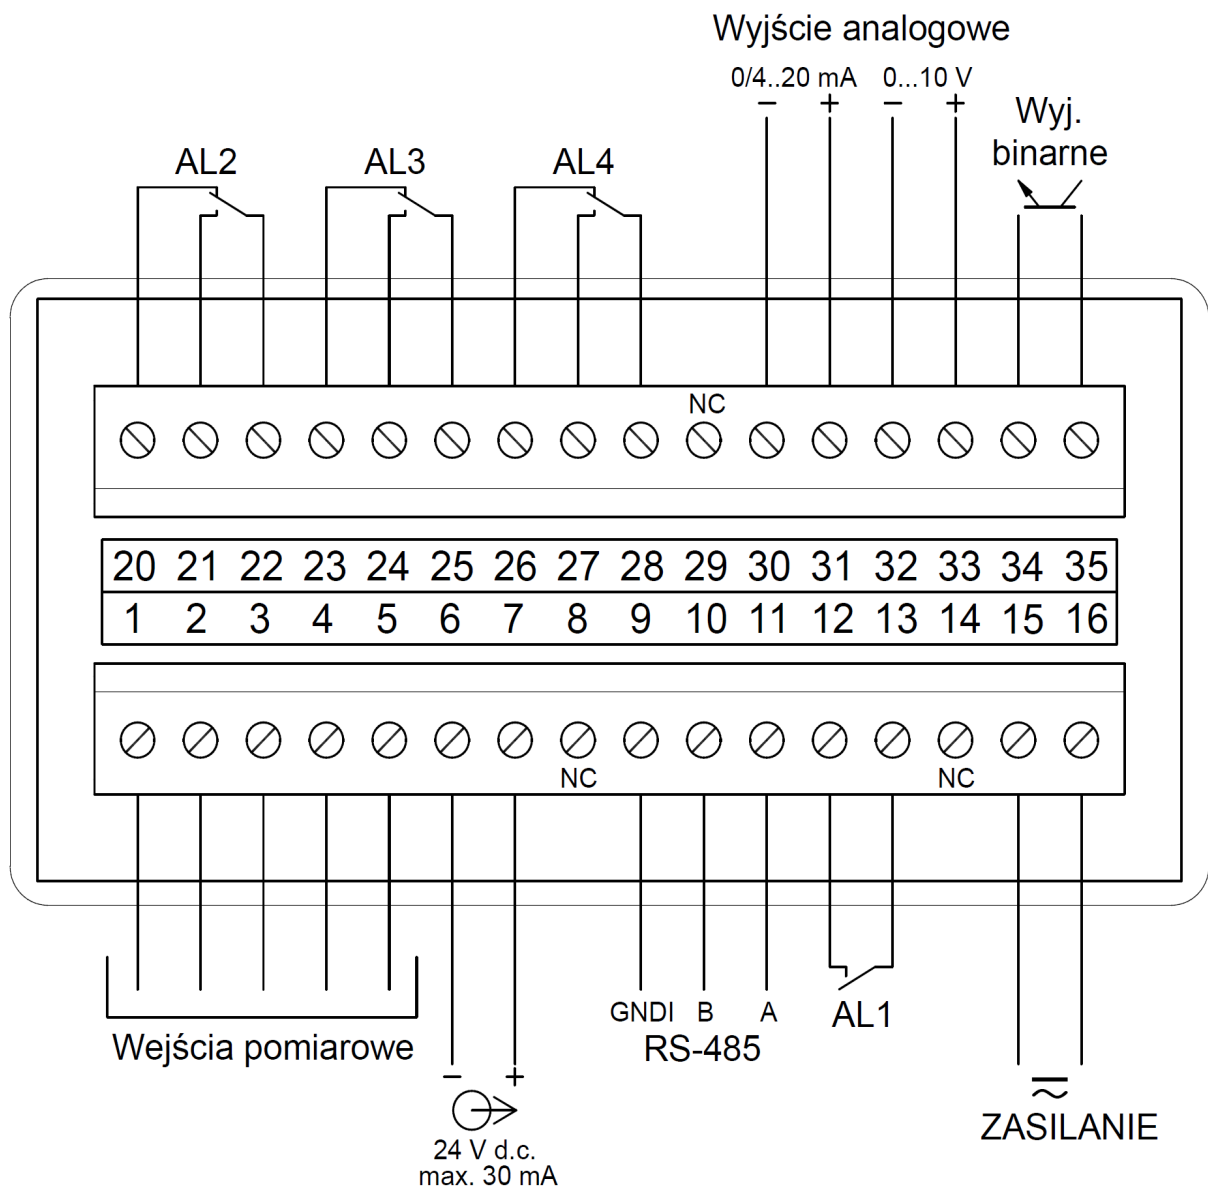 Wyjście analogowe
0/4..20 mA 0...10 V
− + − +
Wyj.
binarne
AL2 AL3 AL4
NC
20 21 22 23 24 25 26 27 28 29 30 31 32 33 34 35
1 2 3 4 5 6 7 8 9 10 11 12 13 14 15 16
NC NC
GNDI B A
RS-485
AL1
Wejścia pomiarowe
− +
24 V d.c.
max. 30 mA
ZASILANIE